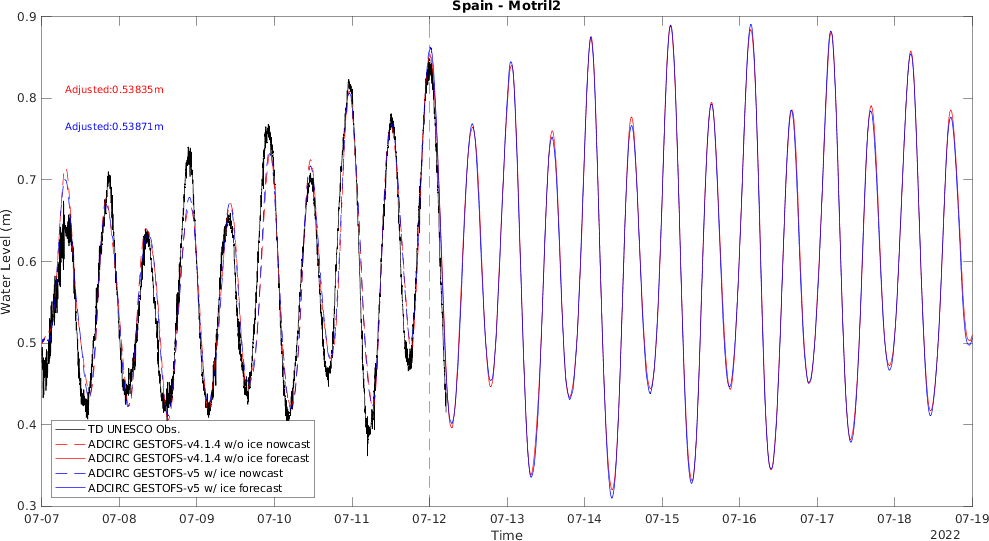 Spain - Motril2
0.9
0.8
0.7
0.6
0.5
0.4
0.3
Water Level (m)
Adjusted:0.53835m
Adjusted:0.53871m
TD UNESCO Obs.
ADCIRC GESTOFS-v4.1.4 w/o ice nowcast
ADCIRC GESTOFS-v4.1.4 w/o ice forecast
ADCIRC GESTOFS-v5 w/ ice nowcast
ADCIRC GESTOFS-v5 w/ ice forecast
07-07 07-08 07-09 07-10 07-11 07-12 07-13 07-14 07-15 07-16 07-17 07-18 07-19
Time
2022